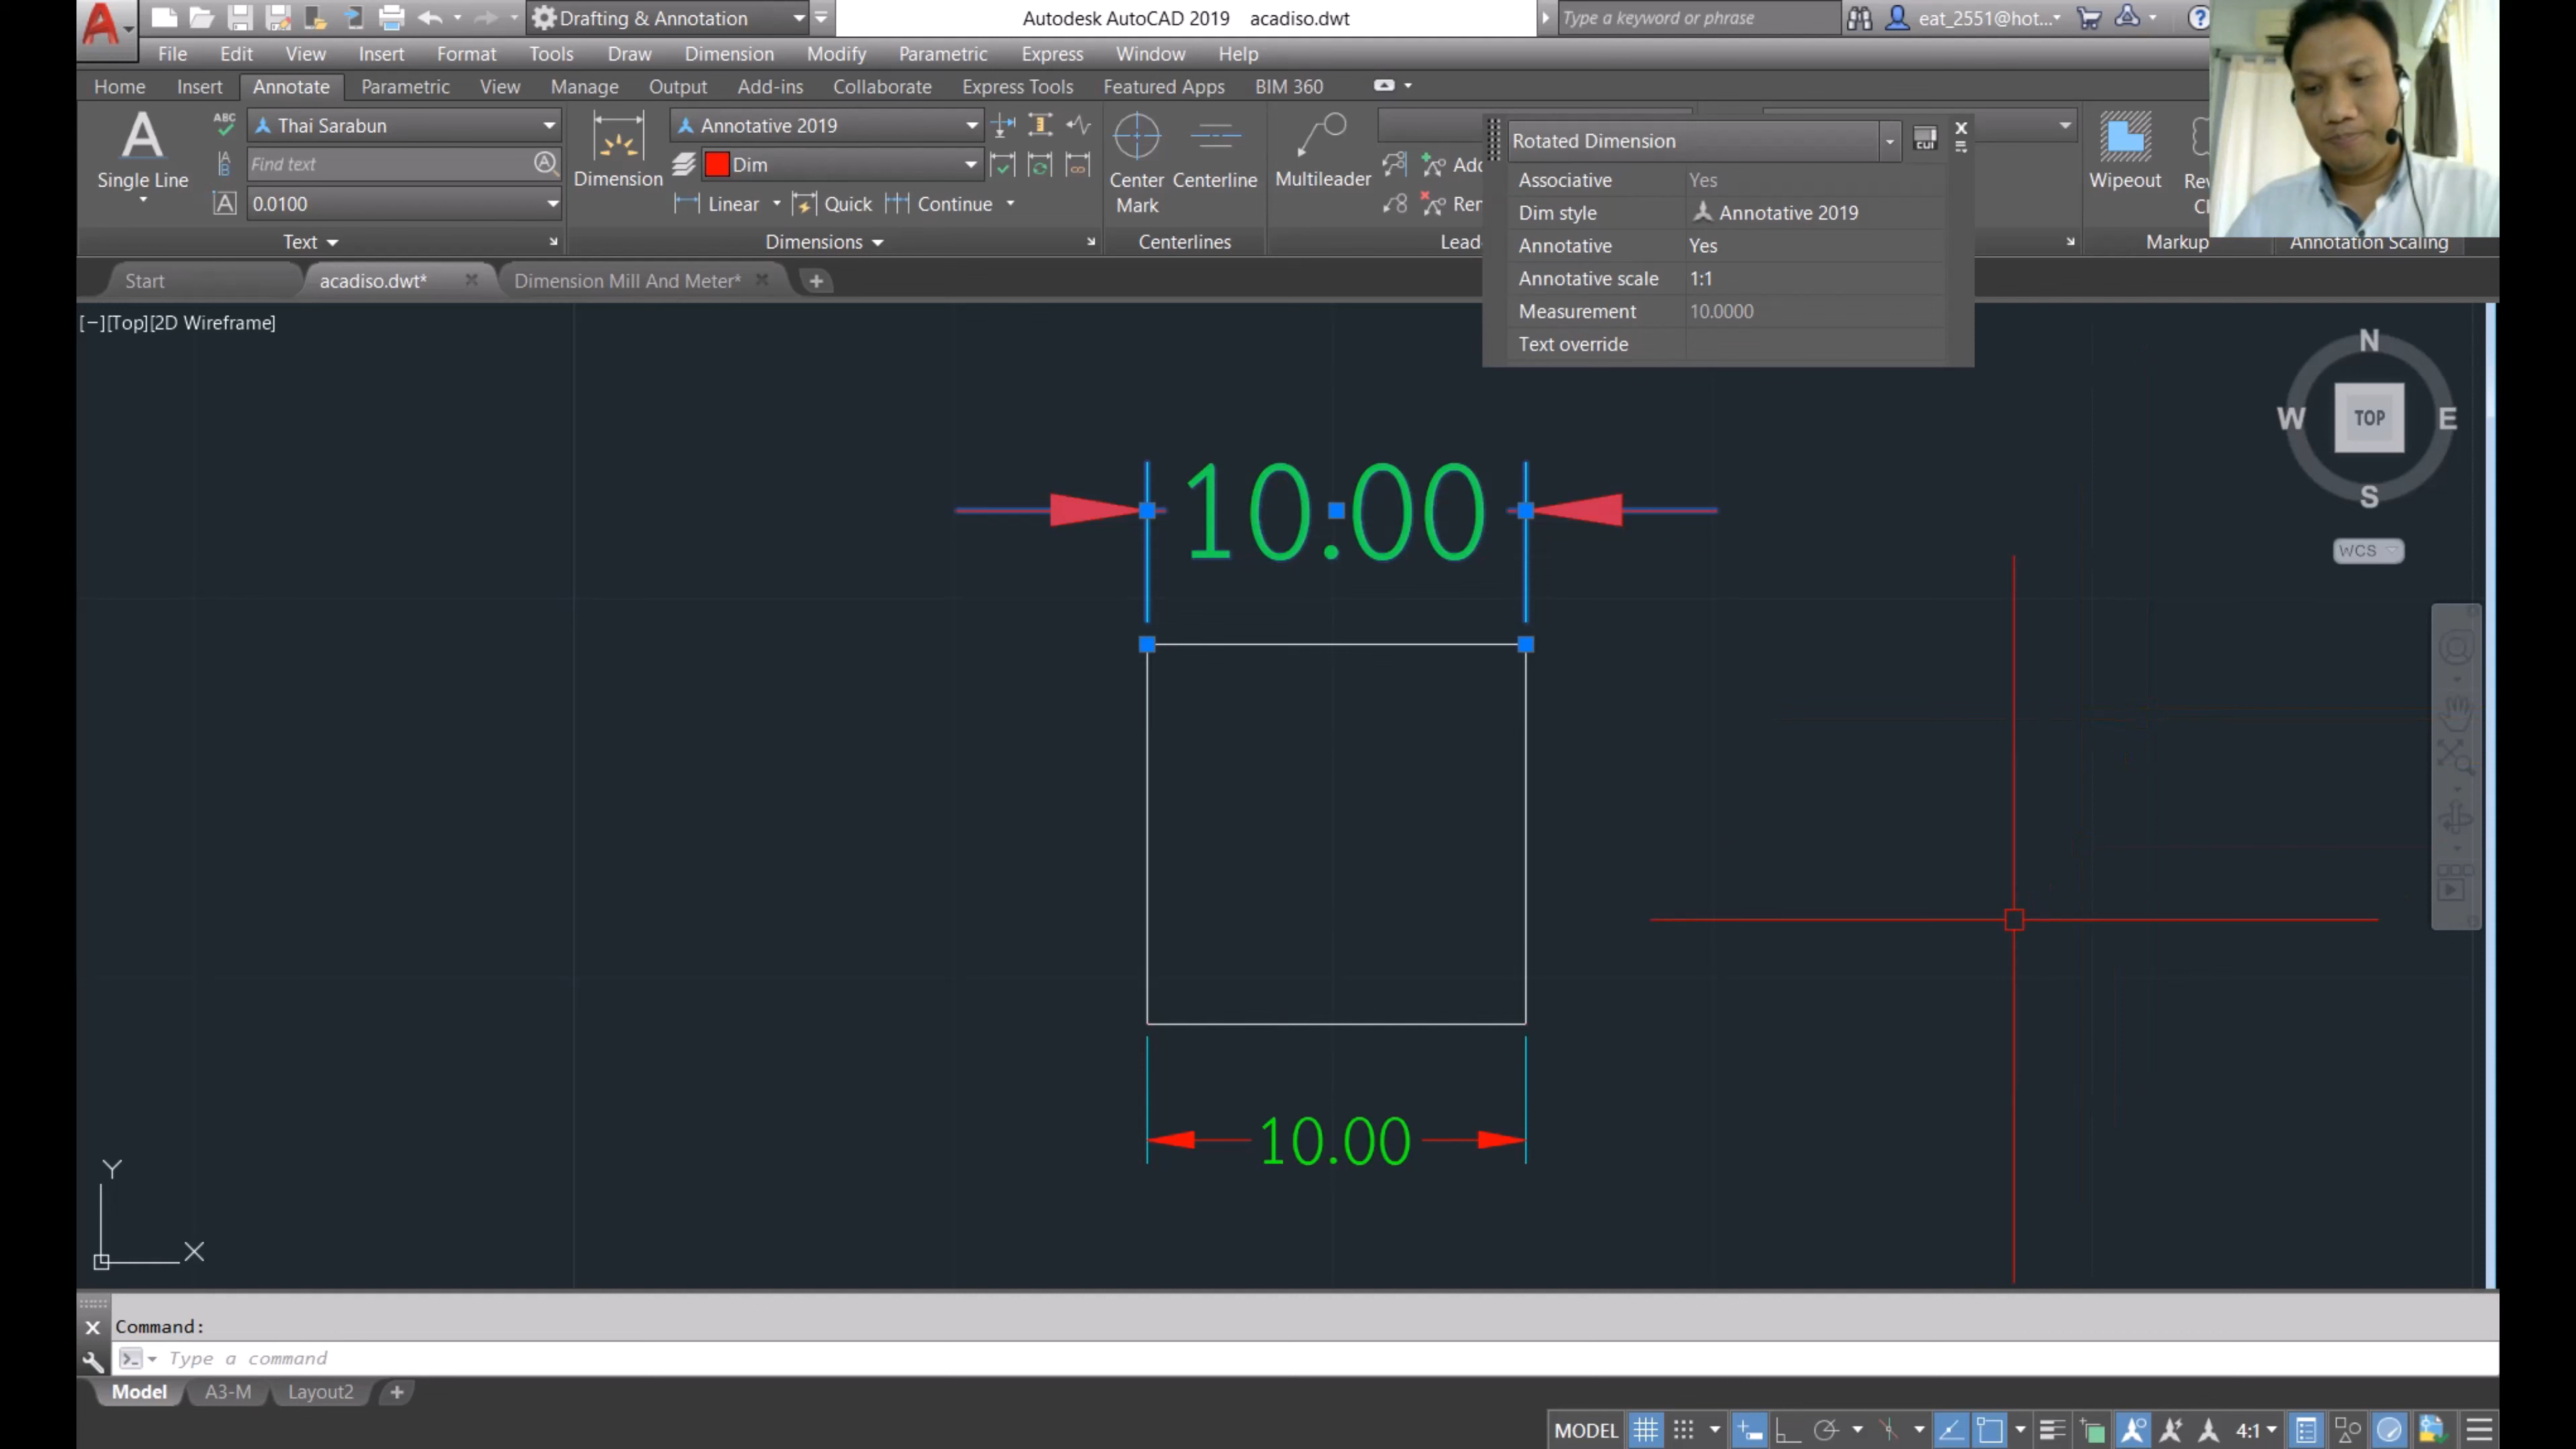 Drafting & Annotation
Autodesk AutoCAD 2019 acadiso.dwt
Type a keyword or phrase
eat_2551@hot...
File Edit View Insert Format Tools Draw Dimension Modify Parametric Express Window Help
Home Insert Annotate Parametric View Manage Output Add-ins Collaborate Express Tools Featured Apps BIM 360
Single Line
ABC
Thai Sarabun
Find text
0.0100
Text
Dimension
Annotative 2019
Dim
Linear Quick Continue
Dimensions
Center Mark
Centerline
Centerlines
Multileader
Rotated Dimension
CUI
Associative Yes
Dim style Annotative 2019
Annotative Yes
Annotative scale 1:1
Measurement 10.0000
Text override
Wipeout
Markup
Annotation Scaling
Start acadiso.dwt* Dimension Mill And Meter*
[−][Top][2D Wireframe]
N
W TOP E
S
WCS
10.00
10.00
Y
X
Command:
Type a command
Model A3-M Layout2
MODEL 4:1